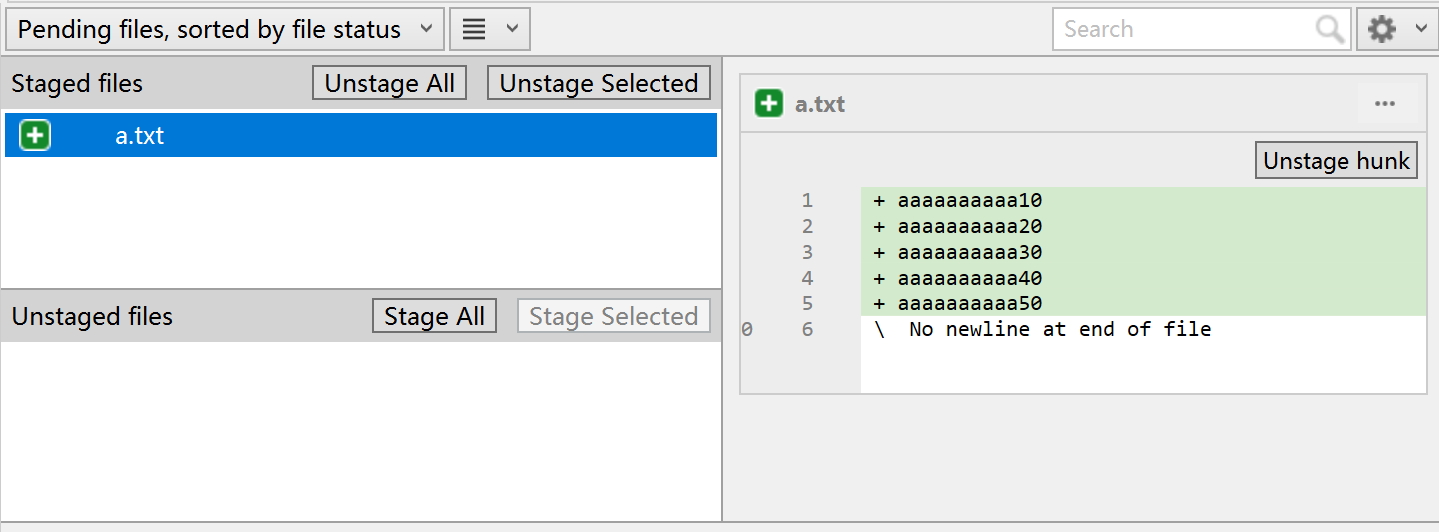 Pending files, sorted by file status
Search
Staged files
Unstage All
Unstage Selected
a.txt
Unstaged files
Stage All
Stage Selected
a.txt
Unstage hunk
1 + aaaaaaaaaa10
2 + aaaaaaaaaa20
3 + aaaaaaaaaa30
4 + aaaaaaaaaa40
5 + aaaaaaaaaa50
0 6 \ No newline at end of file